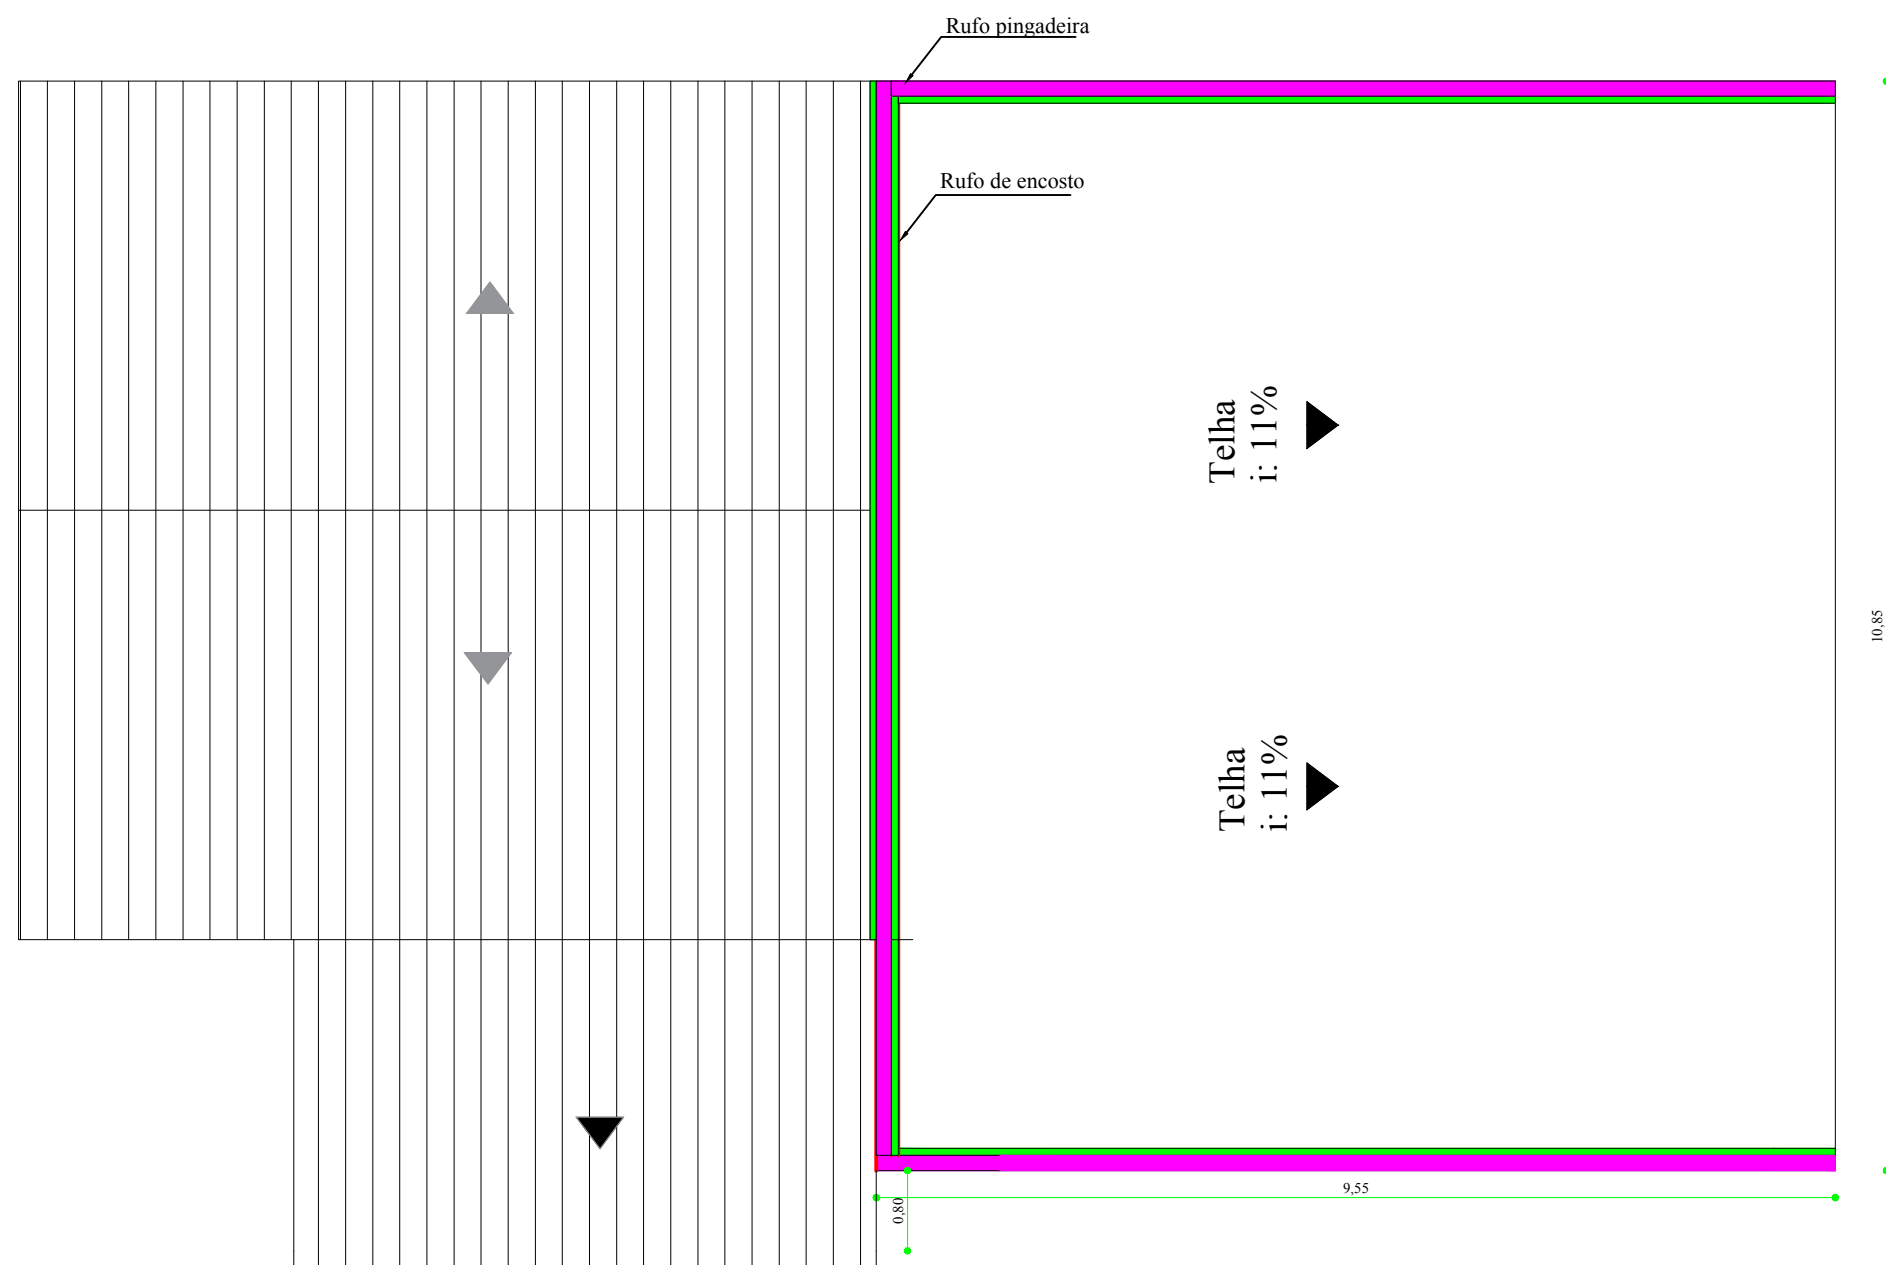 Rufo pingadeira
Rufo de encosto
Telha
i: 11%
10,85
Telha
i: 11%
9,55
0,80